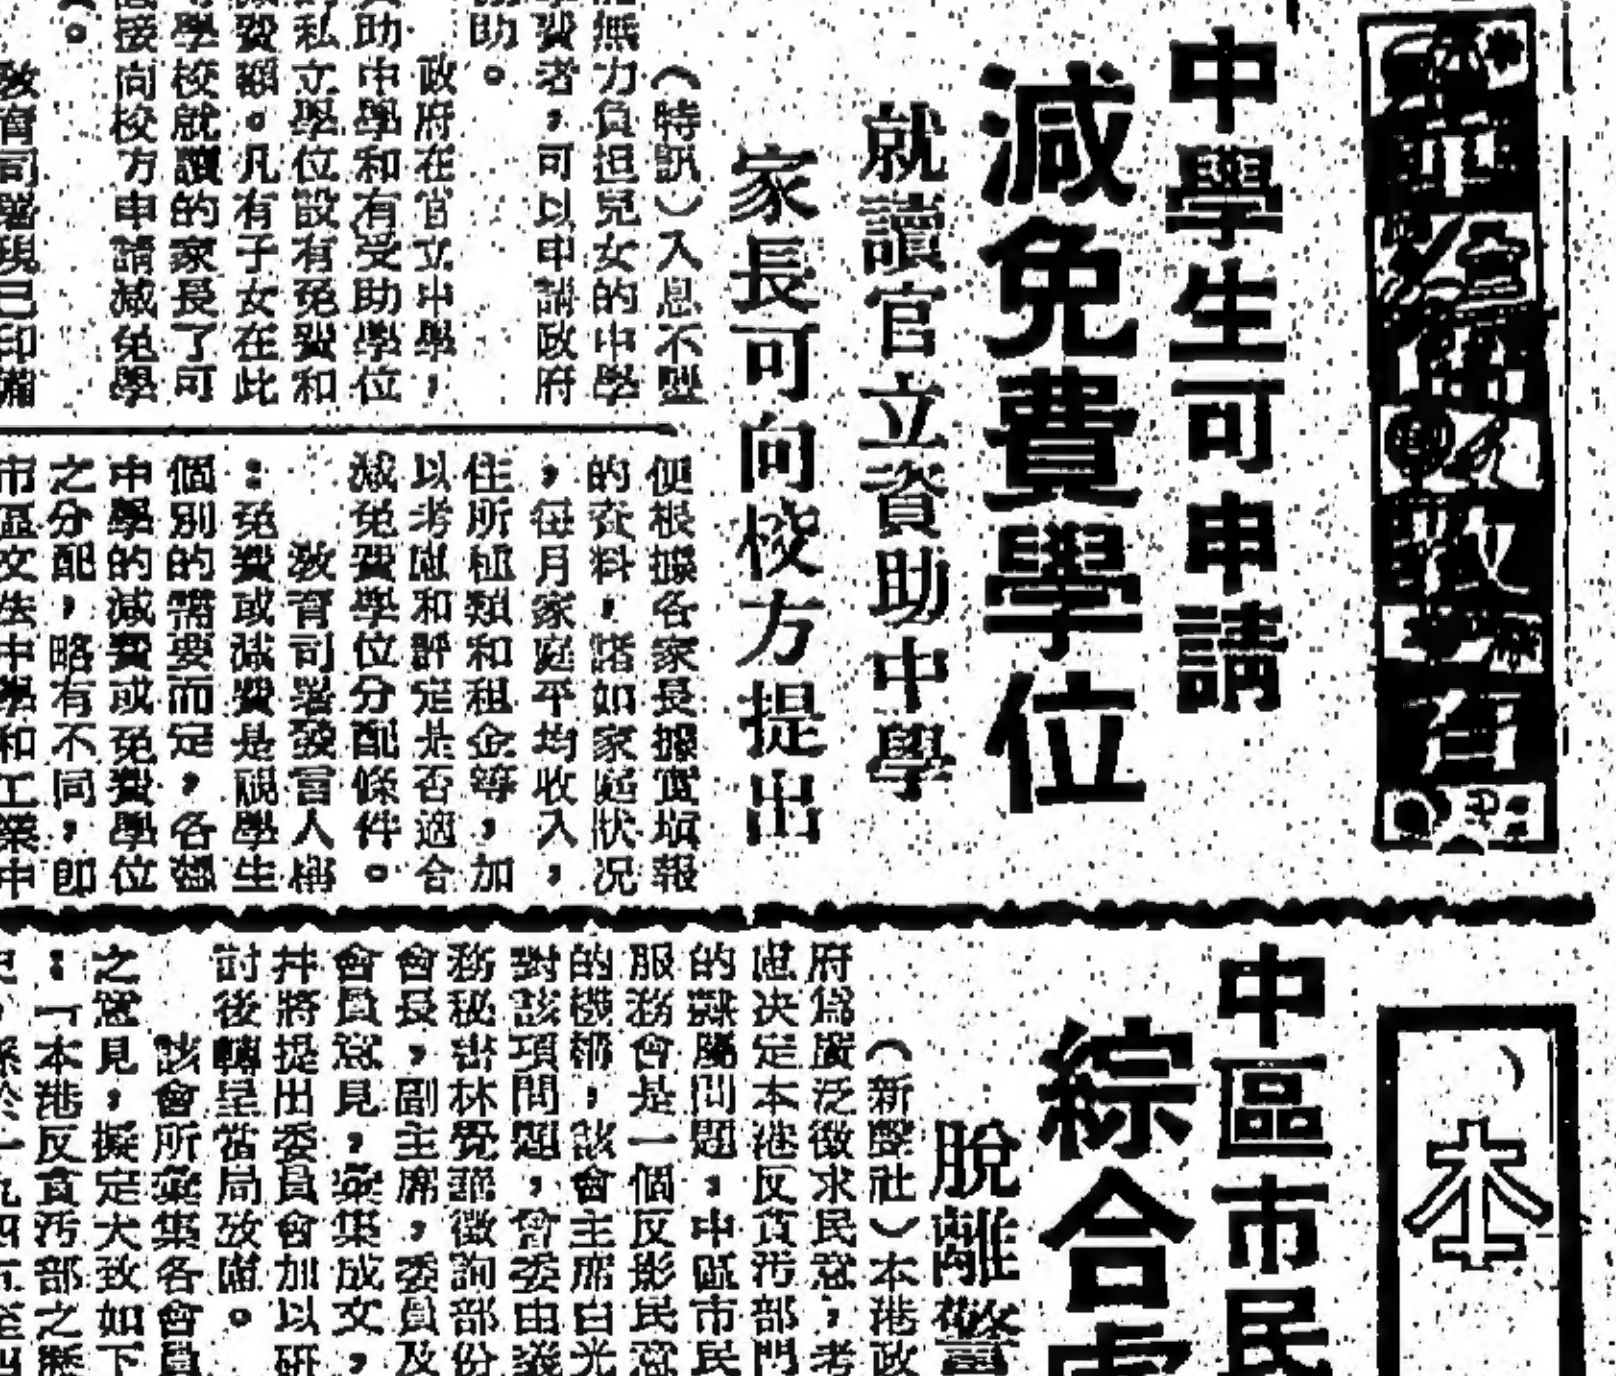 中學生可申請
減免費學位
就讀官立資助中學
家長可向校方提出
（特訊）入息不豐
無力負担兒女的中學
費者，可以申請政府
助。
政府在官立中學，
助中學和有受助學位
私立學位設有免費和
費額。凡有子女在此
學校就讀的家長可
接向校方申請減免學
。
教育司署現已印備
便根據各家長據實填報
的資料，諸如家庭狀況
，每月家庭平均收入，
住所種類和租金等，加
以考慮和評定是否適合
減免費學位分配條件。
教育司署發言人稱
：免費或減費是視學生
個別的需要而定，各類
中學的減費或免費學位
之分配，略有不同，即
市區文法中學和工業中
中區市民
綜合
脫離警
（新聲社）本港政
府為廣泛徵求民意，考
慮決定本港反貪污部門
的隸屬問題，中區市民
服務會是一個反影民意
的機構，該會主席白光
對該項問題，曾委由義
務秘書林覺華徵詢部份
會長，副主席，委員及
會員意見，彙集成文，
并將提出委員會加以研
討後轉呈當局攷慮。
該會所彙集各會員
之意見，擬定大致如下
：「本港反貪污部之歷
本